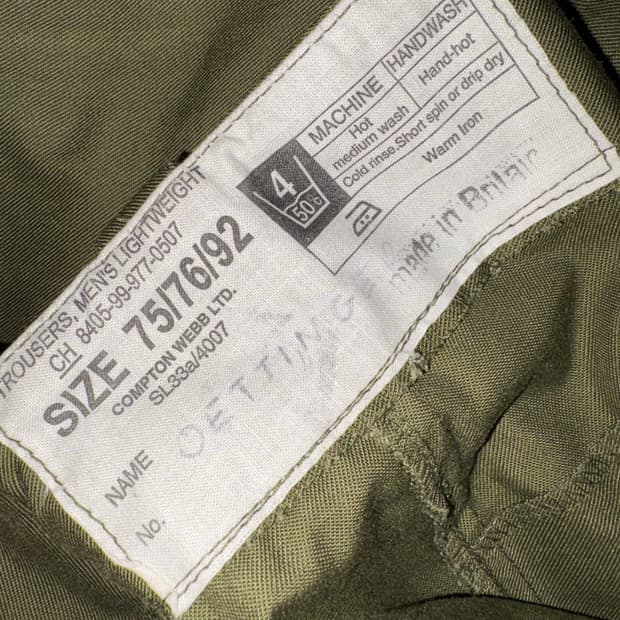 TROUSERS, MEN'S LIGHTWEIGHT
CH 8405-99-977-0507
SIZE 75/76/92
COMPTON WEBB LTD.
SL33a/4007
NAME
No.
4
50°C
MACHINE
Hot
medium wash
HANDWASH
Hand-hot
Cold rinse.Short spin or drip dry
Warm Iron
made in Britain